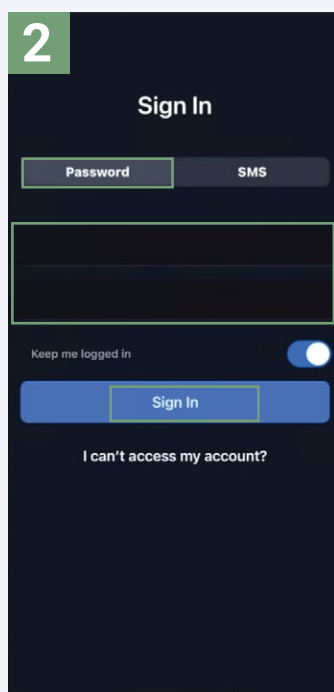 2
Sign In
Password SMS
Keep me logged in
Sign In
I can't access my account?